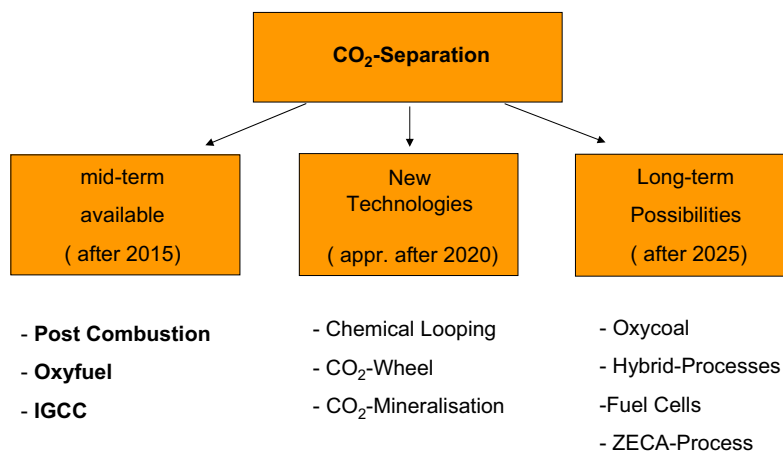 CO₂-Separation
mid-term
available
( after 2015)
New
Technologies
( appr. after 2020)
Long-term
Possibilities
( after 2025)
- Post Combustion
- Oxyfuel
- IGCC
- Chemical Looping
- CO₂-Wheel
- CO₂-Mineralisation
- Oxycoal
- Hybrid-Processes
-Fuel Cells
- ZECA-Process